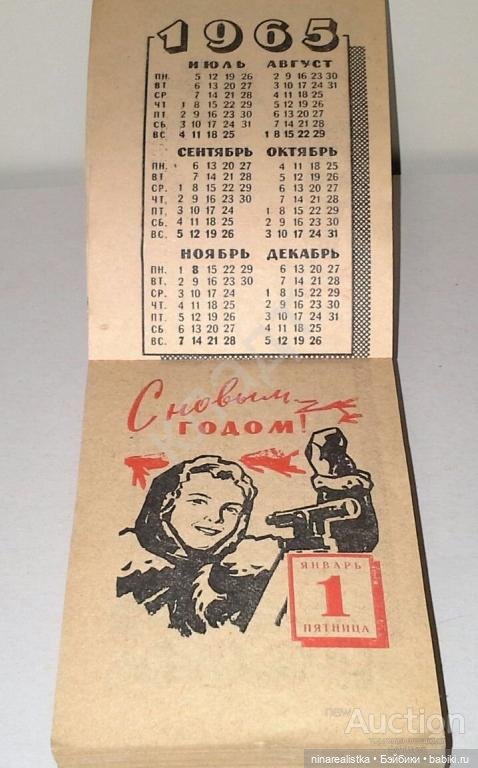 1965
ИЮЛЬ АВГУСТ
ПН. 5 12 19 26 2 9 16 23 30
ВТ 6 13 20 27 3 10 17 24 31
СР 7 14 21 28 4 11 18 25
ЧТ 1 8 15 22 29 5 12 19 26
ПТ 2 9 16 23 30 6 13 20 27
СБ 3 10 17 24 31 7 14 21 28
ВС 4 11 18 25 1 8 15 22 29
СЕНТЯБРЬ ОКТЯБРЬ
ПН. 6 13 20 27 4 11 18 25
ВТ 7 14 21 28 5 12 19 26
СР. 1 8 15 22 29 6 13 20 27
ЧТ. 2 9 16 23 30 7 14 21 28
ПТ. 3 10 17 24 1 8 15 22 29
СБ. 4 11 18 25 2 9 16 23 30
ВС. 5 12 19 26 3 10 17 24 31
НОЯБРЬ ДЕКАБРЬ
ПН. 1 8 15 22 29 6 13 20 27
ВТ. 2 9 16 23 30 7 14 21 28
СР. 3 10 17 24 1 8 15 22 29
ЧТ. 4 11 18 25 2 9 16 23 30
ПТ. 5 12 19 26 3 10 17 24 31
СБ. 6 13 20 27 4 11 18 25
ВС. 7 14 21 28 5 12 19 26
С новым
ГОДОМ!
ЯНВАРЬ
1
ПЯТНИЦА
new
Auction
ninarealistka • Бэйбики • babiki.ru